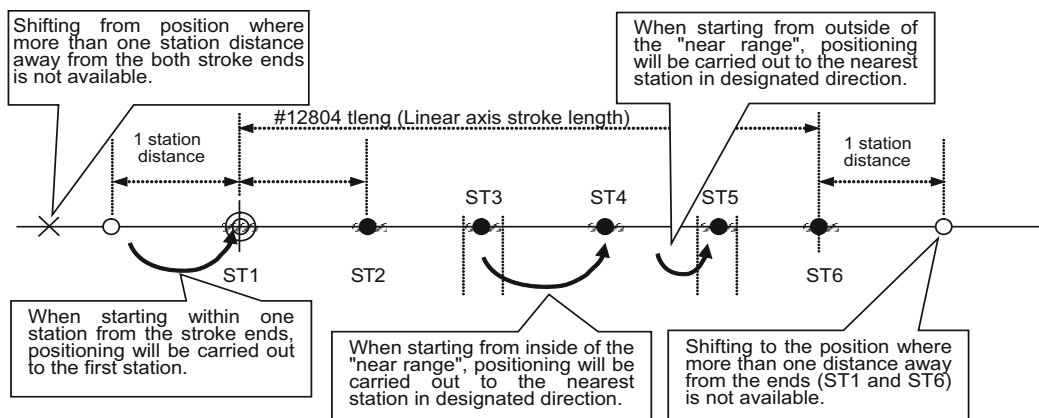 Shifting from position where
more than one station distance
away from the both stroke ends
is not available.
When starting from outside of
the "near range", positioning
will be carried out to the nearest
station in designated direction.
#12804 tleng (Linear axis stroke length)
1 station
distance
1 station
distance
ST3
ST4
ST5
ST1
ST2
ST6
When starting within one
station from the stroke ends,
positioning will be carried out
to the first station.
When starting from inside of the
"near range", positioning will be
carried out to the nearest
station in designated direction.
Shifting to the position where
more than one distance away
from the ends (ST1 and ST6)
is not available.